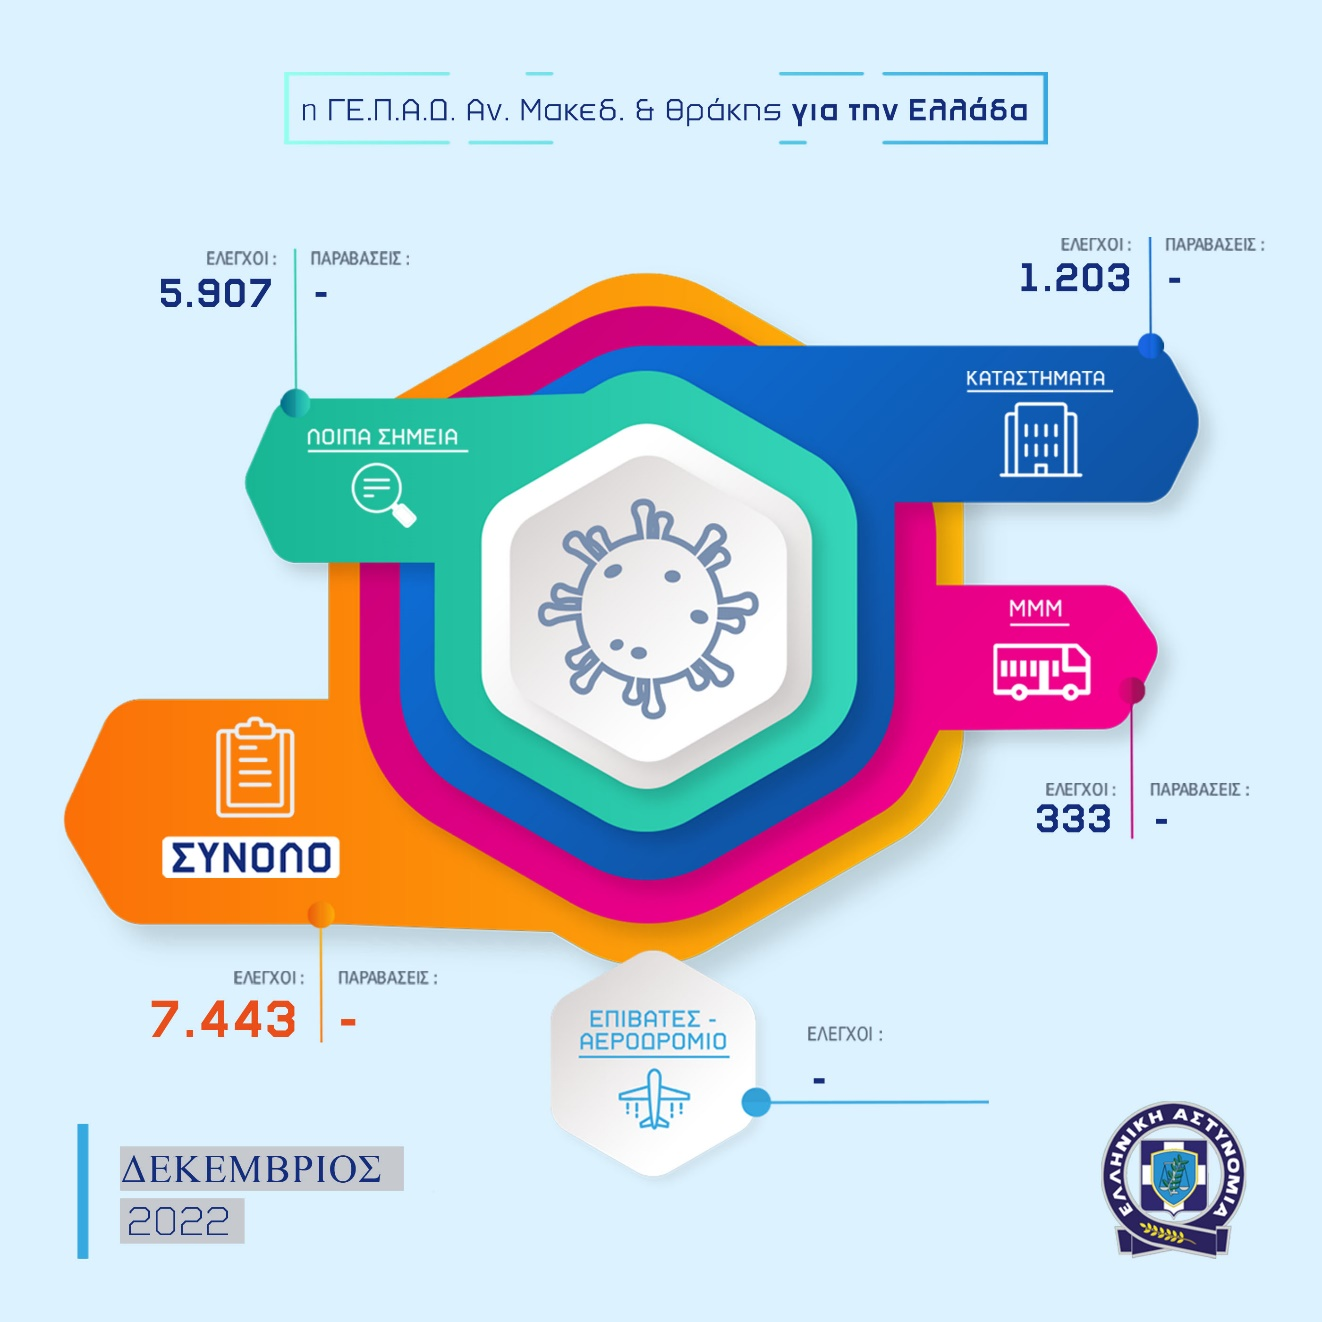 η ΓΕ.Π.Α.Δ. Αν. Μακεδ. & Θράκης για την Ελλάδα
ΕΛΕΓΧΟΙ : ΠΑΡΑΒΑΣΕΙΣ :
5.907 -
ΕΛΕΓΧΟΙ : ΠΑΡΑΒΑΣΕΙΣ :
1.203 -
ΚΑΤΑΣΤΗΜΑΤΑ
ΛΟΙΠΑ ΣΗΜΕΙΑ
ΜΜΜ
ΕΛΕΓΧΟΙ : ΠΑΡΑΒΑΣΕΙΣ :
333 -
ΣΥΝΟΛΟ
ΕΛΕΓΧΟΙ : ΠΑΡΑΒΑΣΕΙΣ :
7.443 -
ΕΠΙΒΑΤΕΣ -
ΑΕΡΟΔΡΟΜΙΟ
ΕΛΕΓΧΟΙ :
-
ΔΕΚΕΜΒΡΙΟΣ
2022
ΕΛΛΗΝΙΚΗ ΑΣΤΥΝΟΜΙΑ